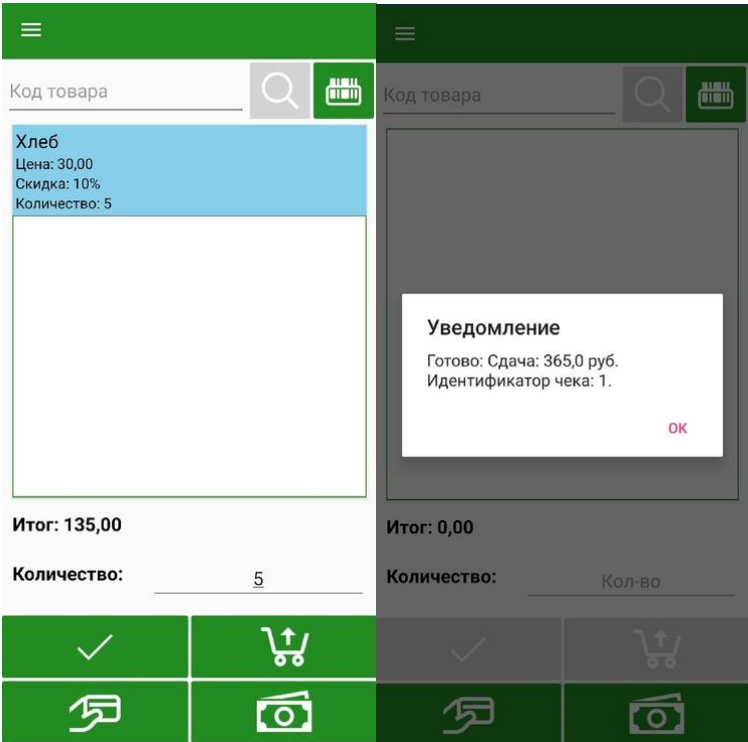 Код товара
Хлеб
Цена: 30,00
Скидка: 10%
Количество: 5
Итог: 135,00
Количество:
5
Код товара
Уведомление
Готово: Сдача: 365,0 руб.
Идентификатор чека: 1.
ОК
Итог: 0,00
Количество:
Кол-во